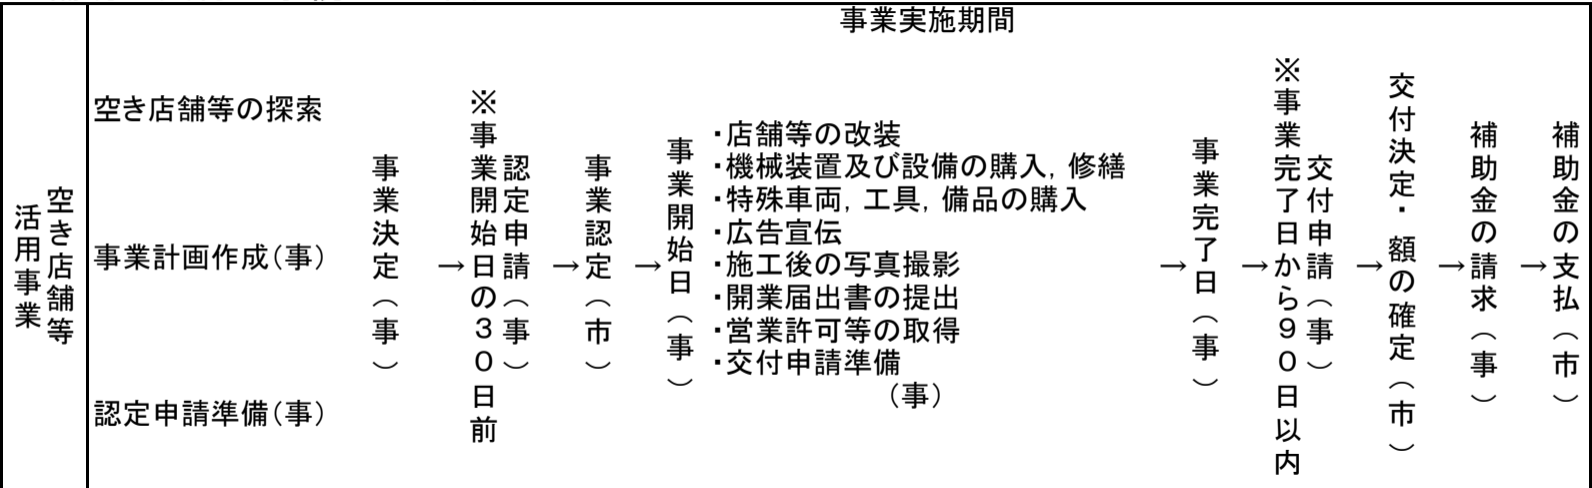 事業実施期間
空き店舗等
活用事業
空き店舗等の探索
事業計画作成（事）
認定申請準備（事）
事業決定（事）
→
認定申請（事）
※事業開始日の３０日前
→
事業認定（市）
→
事業開始日（事）
・店舗等の改装
・機械装置及び設備の購入，修繕
・特殊車両，工具，備品の購入
・広告宣伝
・施工後の写真撮影
・開業届出書の提出
・営業許可等の取得
・交付申請準備
（事）
→
事業完了日（事）
→
交付申請（事）
※事業完了日から９０日以内
→
交付決定・額の確定（市）
→
補助金の請求（事）
→
補助金の支払（市）